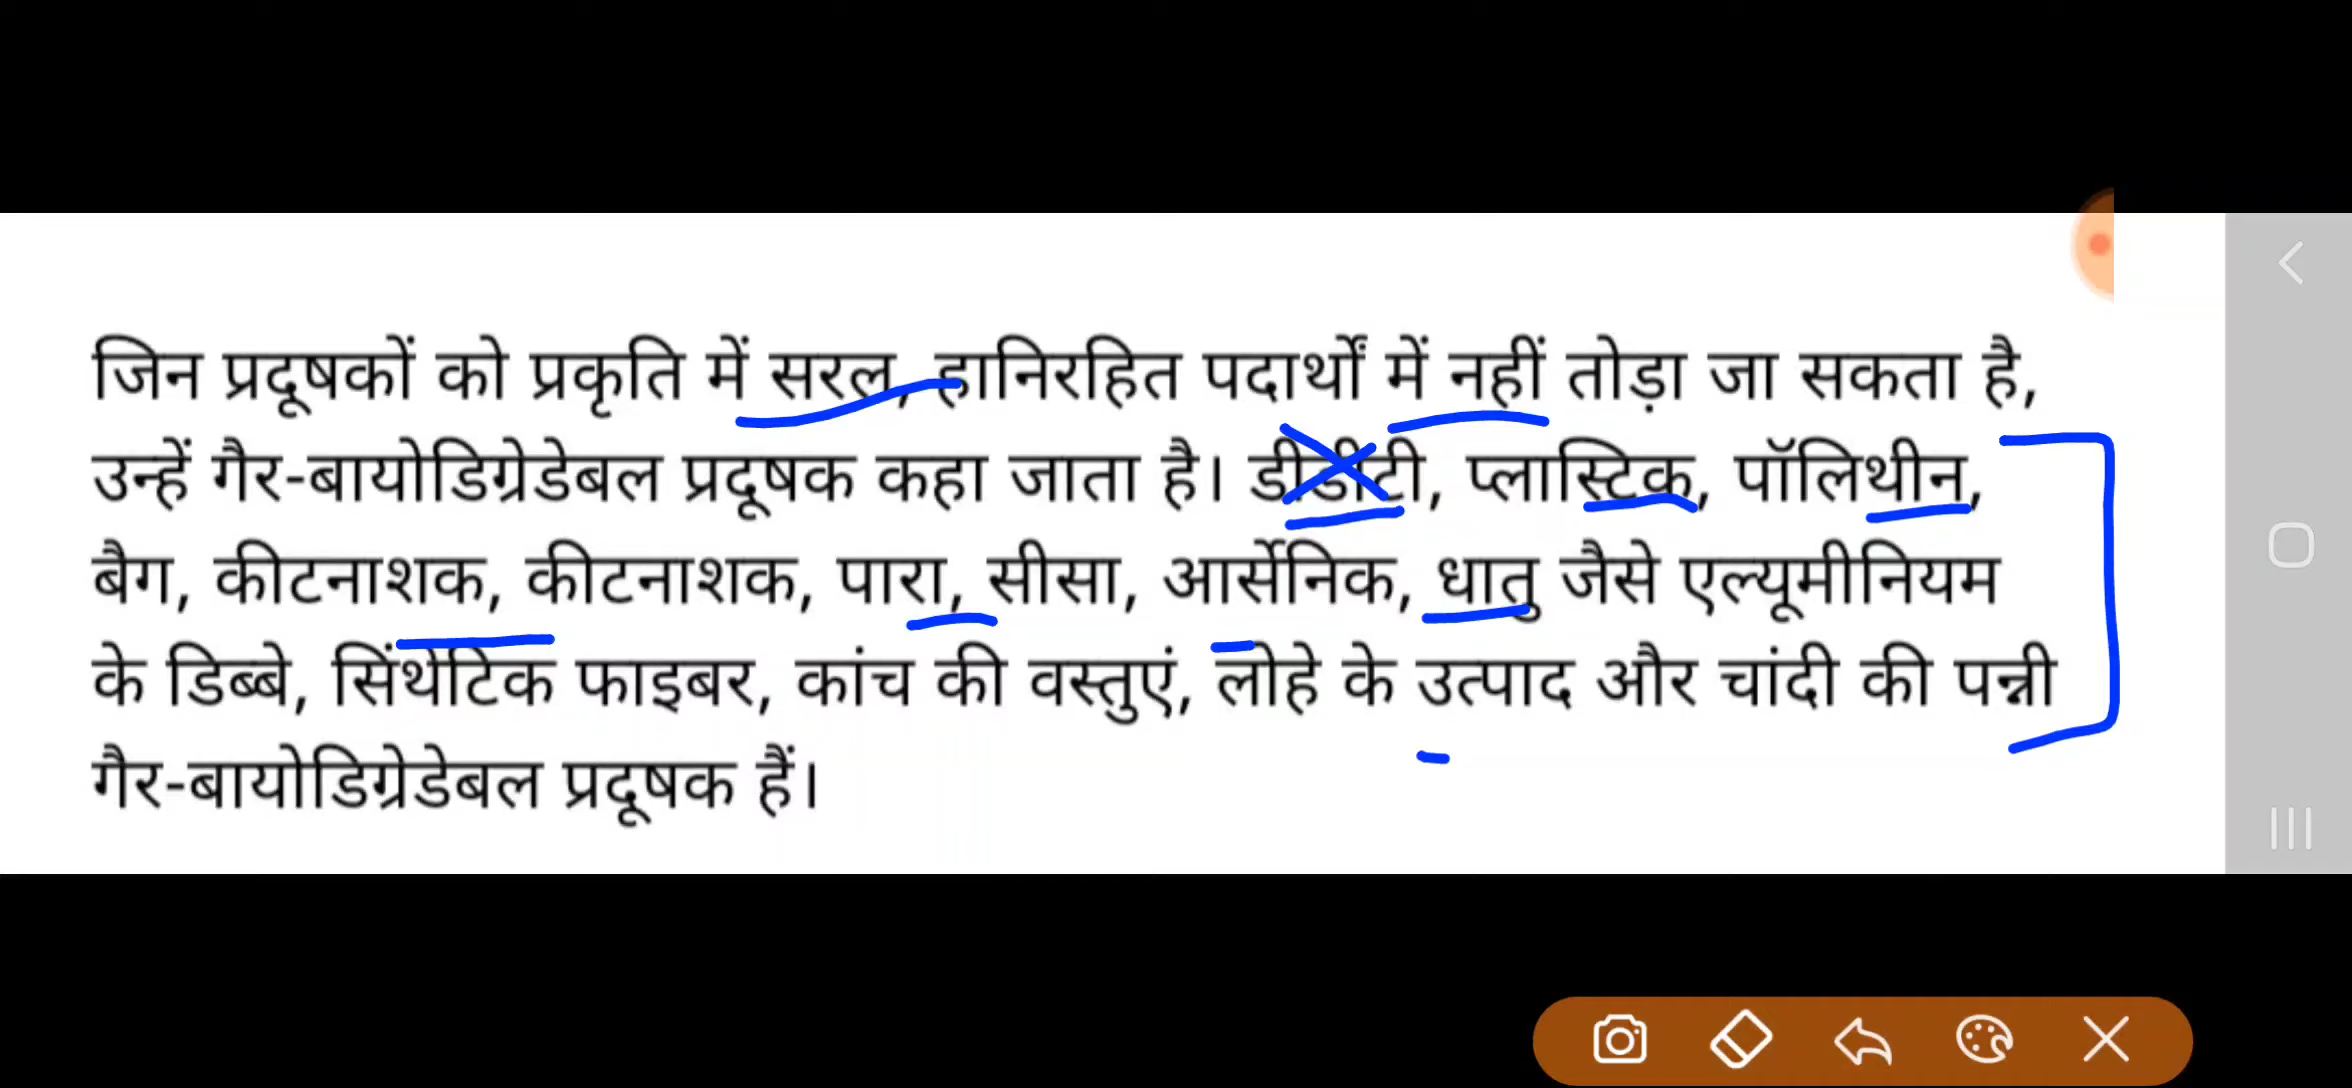 जिन प्रदूषकों को प्रकृति में सरल, हानिरहित पदार्थों में नहीं तोड़ा जा सकता है,
उन्हें गैर-बायोडिग्रेडेबल प्रदूषक कहा जाता है। डीडीटी, प्लास्टिक, पॉलिथीन,
बैग, कीटनाशक, कीटनाशक, पारा, सीसा, आर्सेनिक, धातु जैसे एल्यूमीनियम
के डिब्बे, सिंथेटिक फाइबर, कांच की वस्तुएं, लोहे के उत्पाद और चांदी की पन्नी
गैर-बायोडिग्रेडेबल प्रदूषक हैं।